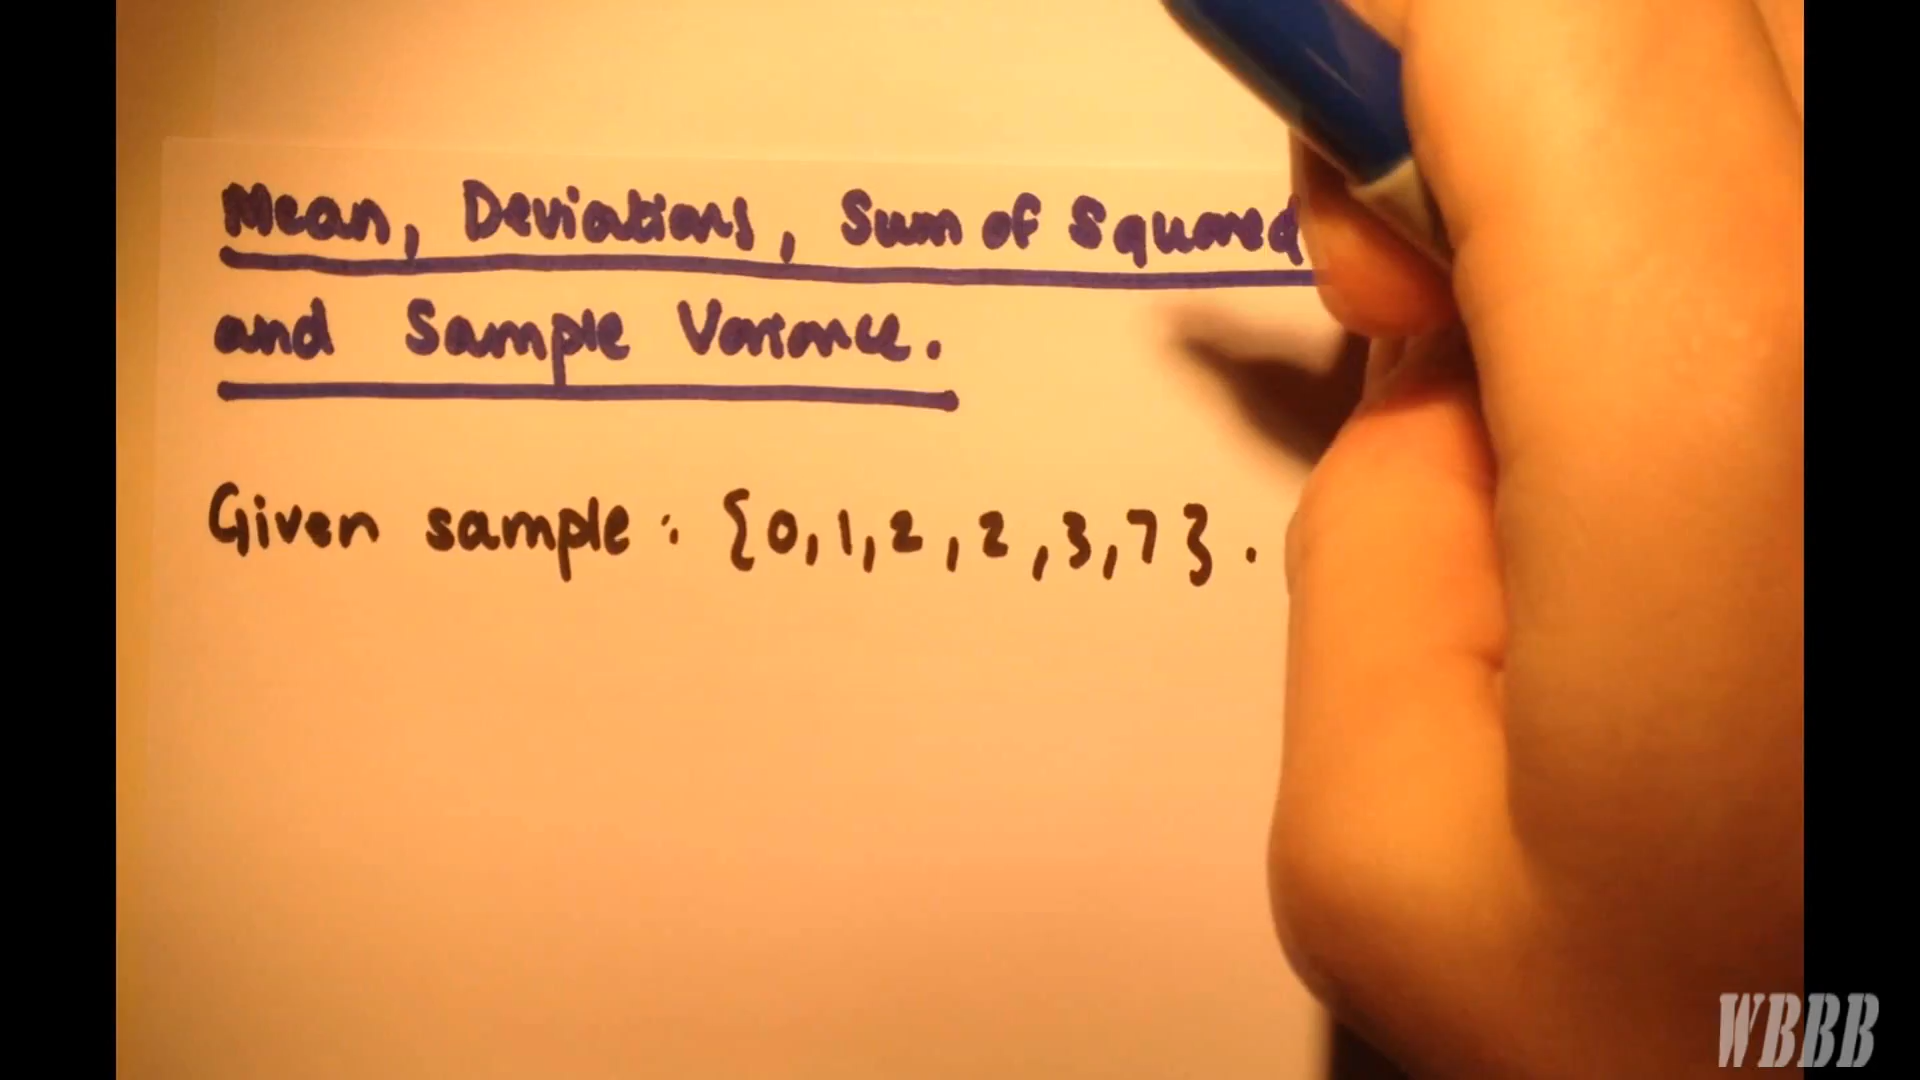 Mean, Deviations, Sum of Squared
and Sample Variance.
Given sample : {0,1,2,2,3,7}.
WBBB